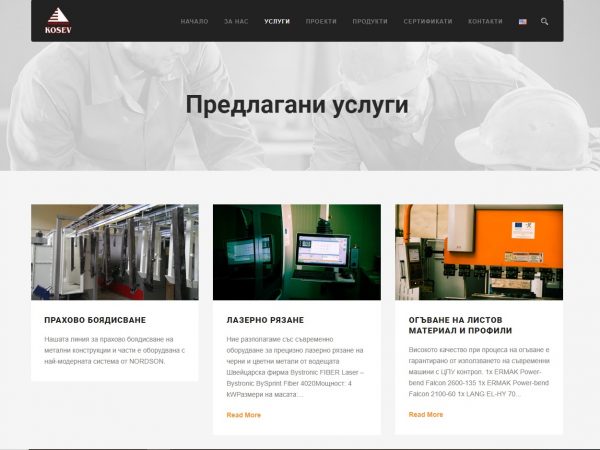 KOSEV
НАЧАЛО ЗА НАС УСЛУГИ ПРОЕКТИ ПРОДУКТИ СЕРТИФИКАТИ КОНТАКТИ
Предлагани услуги
ПРАХОВО БОЯДИСВАНЕ
Нашата линия за прахово боядисване на
метални конструкции и части е оборудвана с
най-модерната система от NORDSON.
ЛАЗЕРНО РЯЗАНЕ
Ние разполагаме със съвременно
оборудване за прецизно лазерно рязане на
черни и цветни метали от водещата
Швейцарска фирма Bystronic FIBER Laser –
Bystronic BySprint Fiber 4020Мощност: 4
kWРазмери на масата:...
Read More
ОГЪВАНЕ НА ЛИСТОВ
МАТЕРИАЛ И ПРОФИЛИ
Високото качество при процеса на огъване е
гарантирано от използването на съвременни
машини с ЦПУ контрол. 1x ERMAK Power-
bend Falcon 2600-135 1x ERMAK Power-bend
Falcon 2100-60 1x LANG EL-HY 70...
Read More